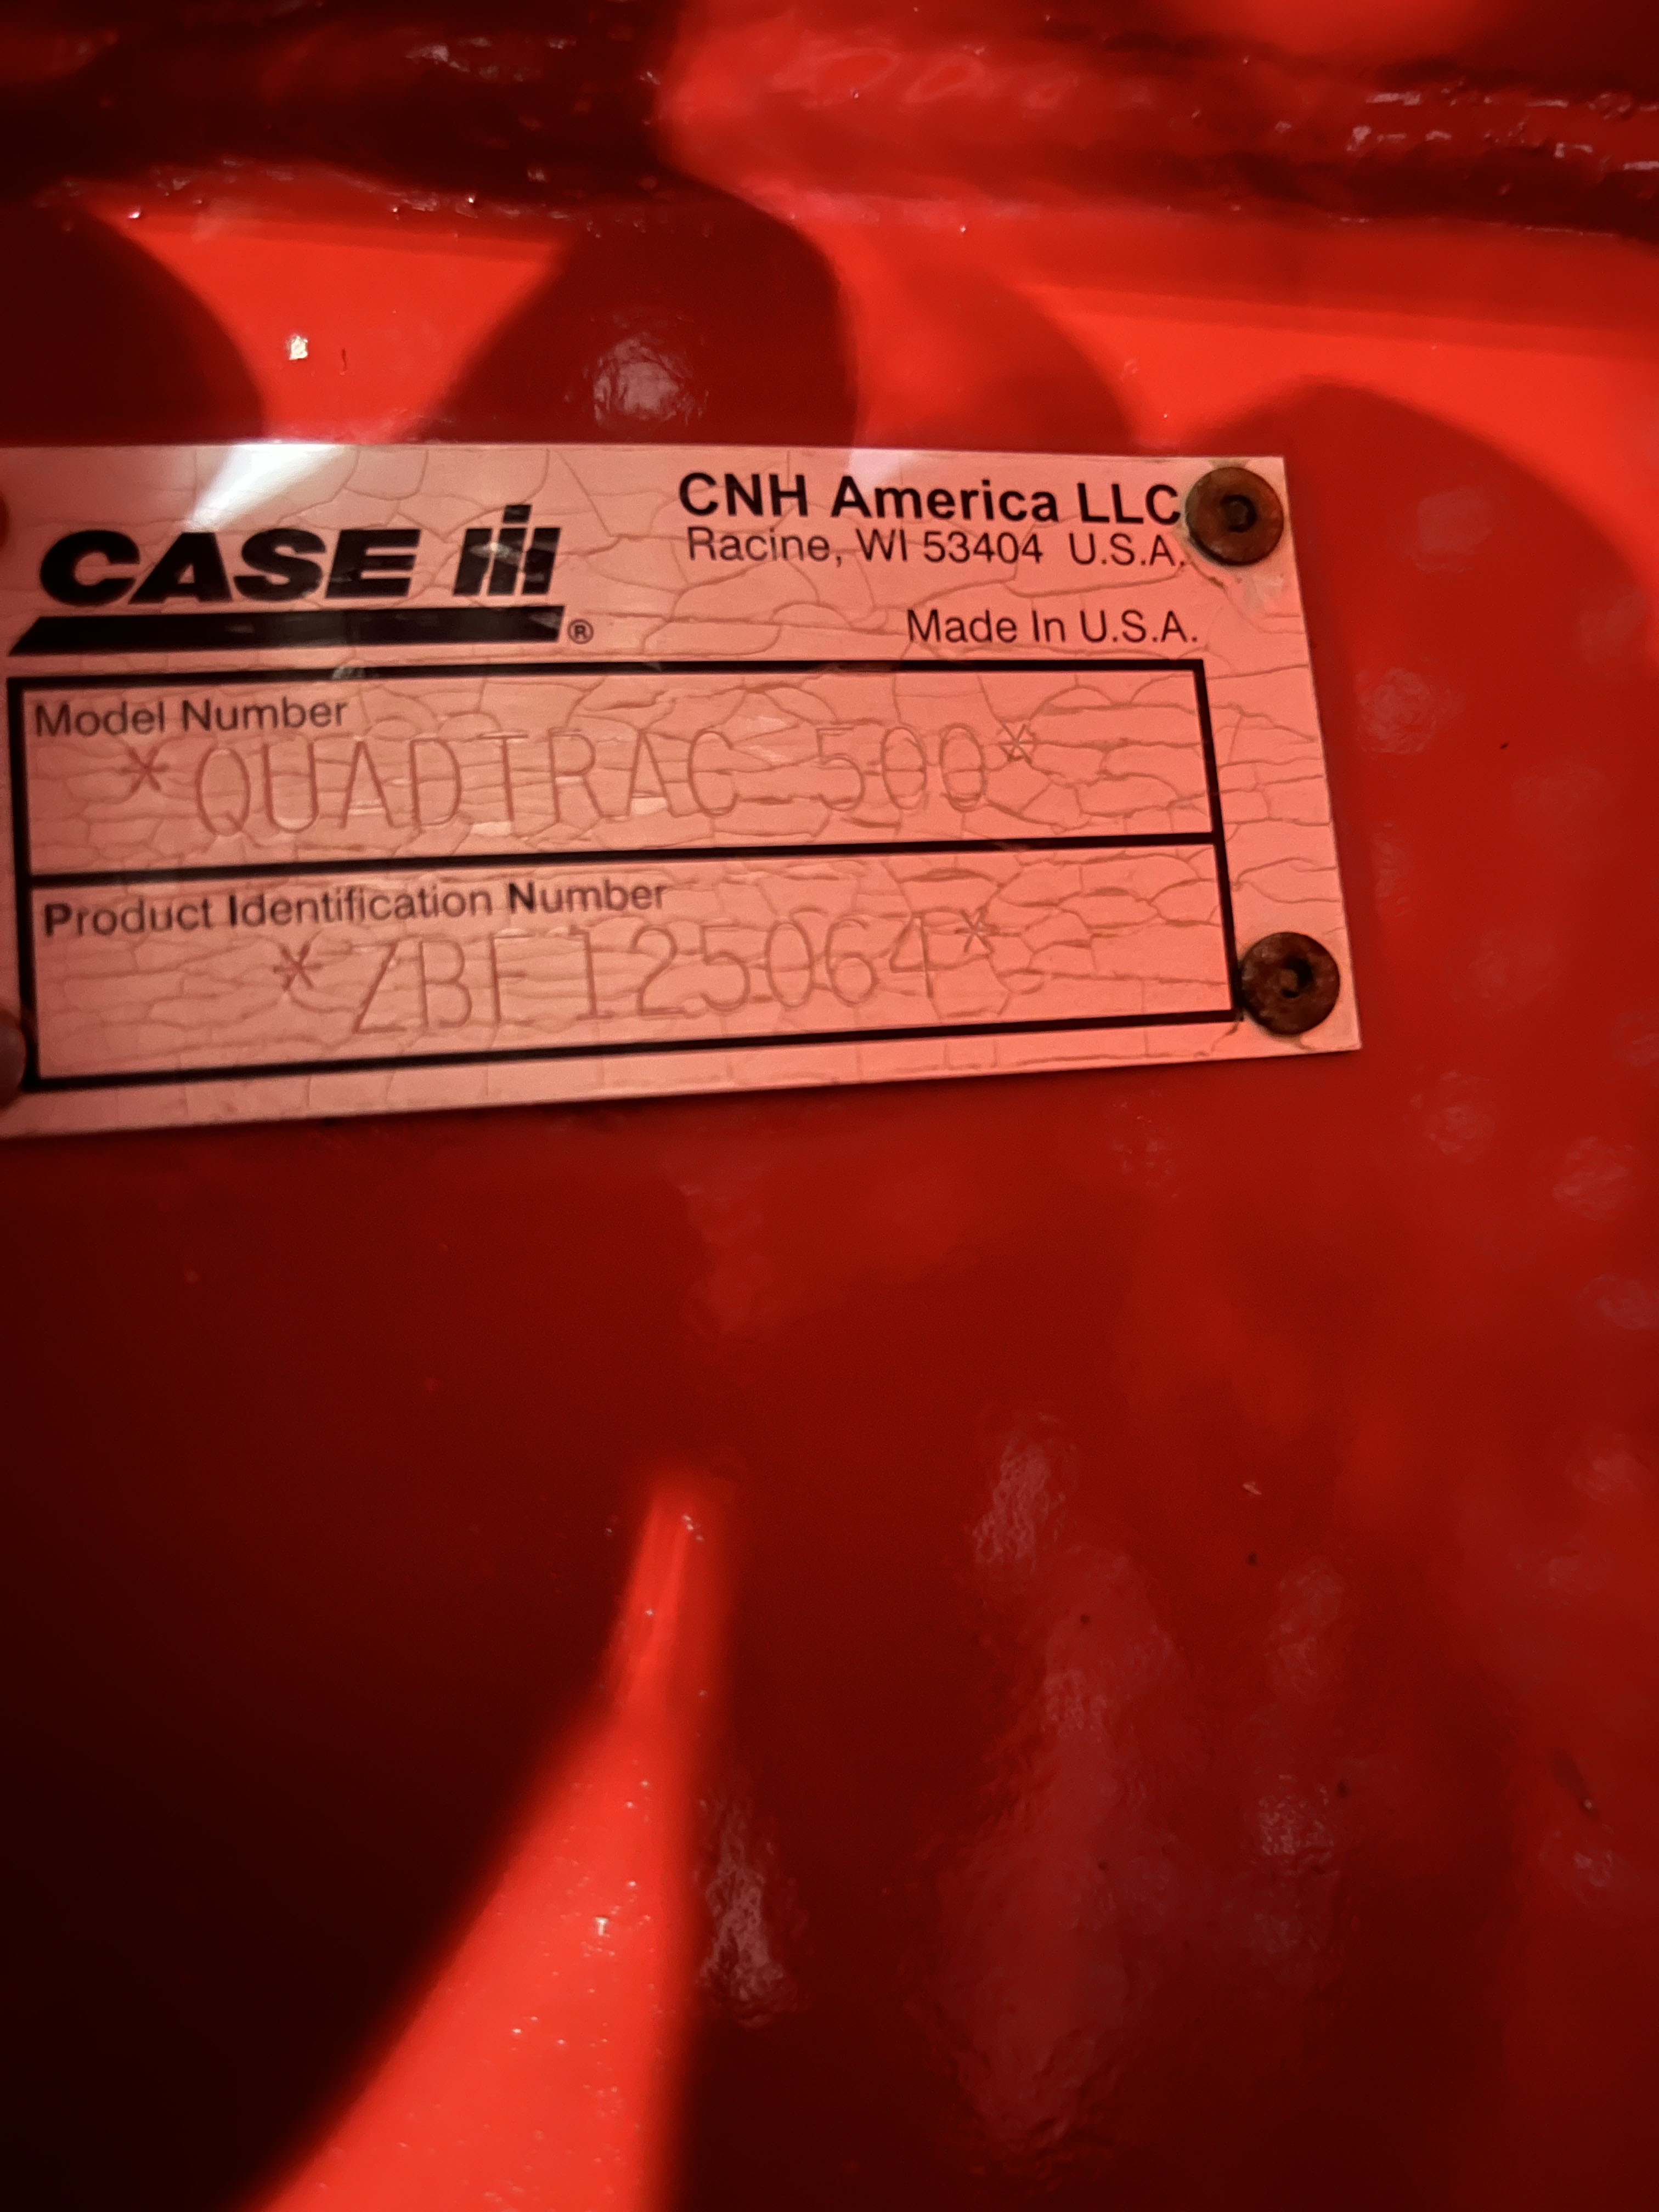 CASE IH®
CNH America LLC
Racine, WI 53404 U.S.A.
Made In U.S.A.
Model Number
*QUADTRAC 500*
Product Identification Number
*ZBF125064*